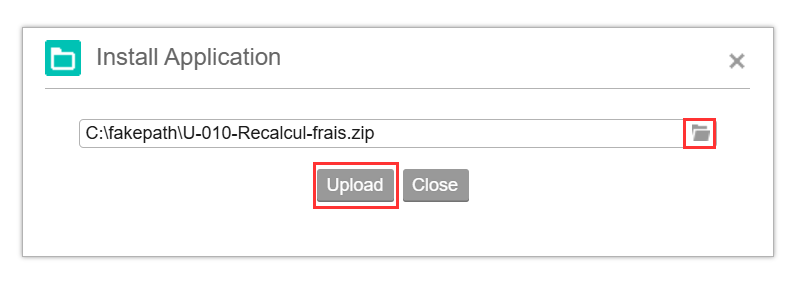 Install Application
C:\fakepath\U-010-Recalcul-frais.zip
Upload Close